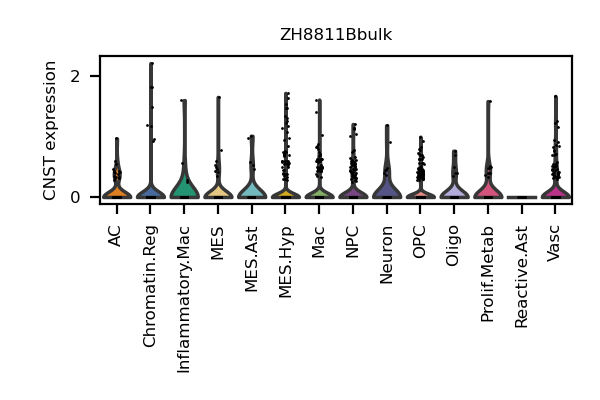 ZH8811Bbulk
CNST expression
2
0
AC
Chromatin.Reg
Inflammatory.Mac
MES
MES.Ast
MES.Hyp
Mac
NPC
Neuron
OPC
Oligo
Prolif.Metab
Reactive.Ast
Vasc